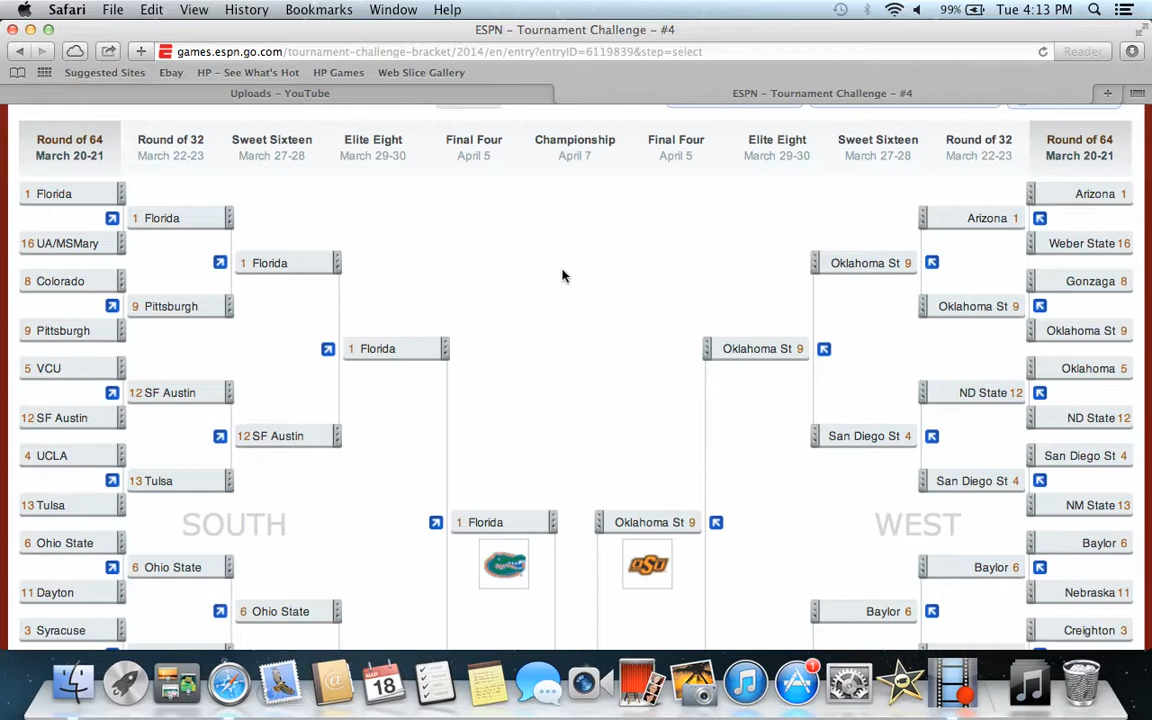 Safari File Edit View History Bookmarks Window Help 99% Tue 4:13 PM
ESPN – Tournament Challenge – #4
games.espn.go.com/tournament-challenge-bracket/2014/en/entry?entryID=6119839&step=select Reader
Suggested Sites Ebay HP – See What's Hot HP Games Web Slice Gallery
Uploads – YouTube ESPN – Tournament Challenge – #4
Round of 64 Round of 32 Sweet Sixteen Elite Eight Final Four Championship Final Four Elite Eight Sweet Sixteen Round of 32 Round of 64
March 20-21 March 22-23 March 27-28 March 29-30 April 5 April 7 April 5 March 29-30 March 27-28 March 22-23 March 20-21
1 Florida Arizona 1
1 Florida Arizona 1
16 UA/MSMary Weber State 16
1 Florida Oklahoma St 9
8 Colorado Gonzaga 8
9 Pittsburgh Oklahoma St 9
9 Pittsburgh Oklahoma St 9
1 Florida Oklahoma St 9
5 VCU Oklahoma 5
12 SF Austin ND State 12
12 SF Austin ND State 12
12 SF Austin San Diego St 4
4 UCLA San Diego St 4
13 Tulsa San Diego St 4
13 Tulsa NM State 13
SOUTH 1 Florida Oklahoma St 9 WEST
6 Ohio State Baylor 6
6 Ohio State OSU Baylor 6
11 Dayton Nebraska 11
6 Ohio State Baylor 6
3 Syracuse Creighton 3
MAR
18
1